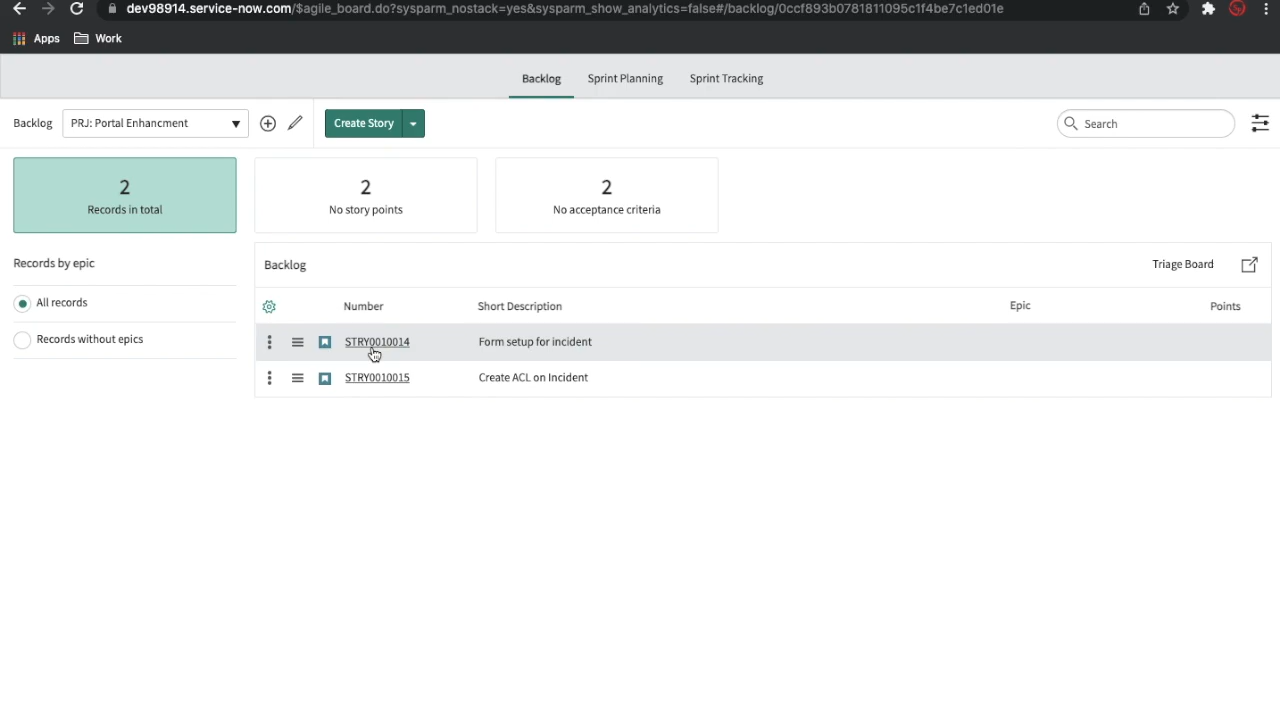 dev98914.service-now.com/$agile_board.do?sysparm_nostack=yes&sysparm_show_analytics=false#/backlog/0ccf893b0781811095c1f4be7c1ed01e
Apps Work
Backlog Sprint Planning Sprint Tracking
Backlog PRJ: Portal Enhancment Create Story Search
2 2 2
Records in total No story points No acceptance criteria
Records by epic Backlog Triage Board
All records Number Short Description Epic Points
Records without epics STRY0010014 Form setup for incident
STRY0010015 Create ACL on Incident